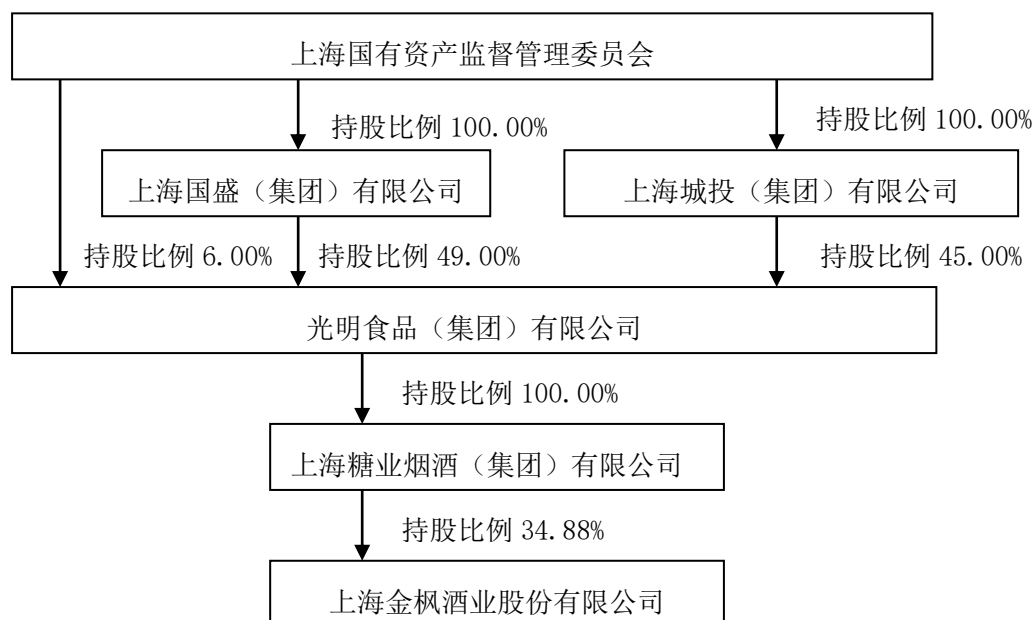 上海国有资产监督管理委员会
持股比例 100.00%
持股比例 100.00%
上海国盛（集团）有限公司
上海城投（集团）有限公司
持股比例 6.00%
持股比例 49.00%
持股比例 45.00%
光明食品（集团）有限公司
持股比例 100.00%
上海糖业烟酒（集团）有限公司
持股比例 34.88%
上海金枫酒业股份有限公司